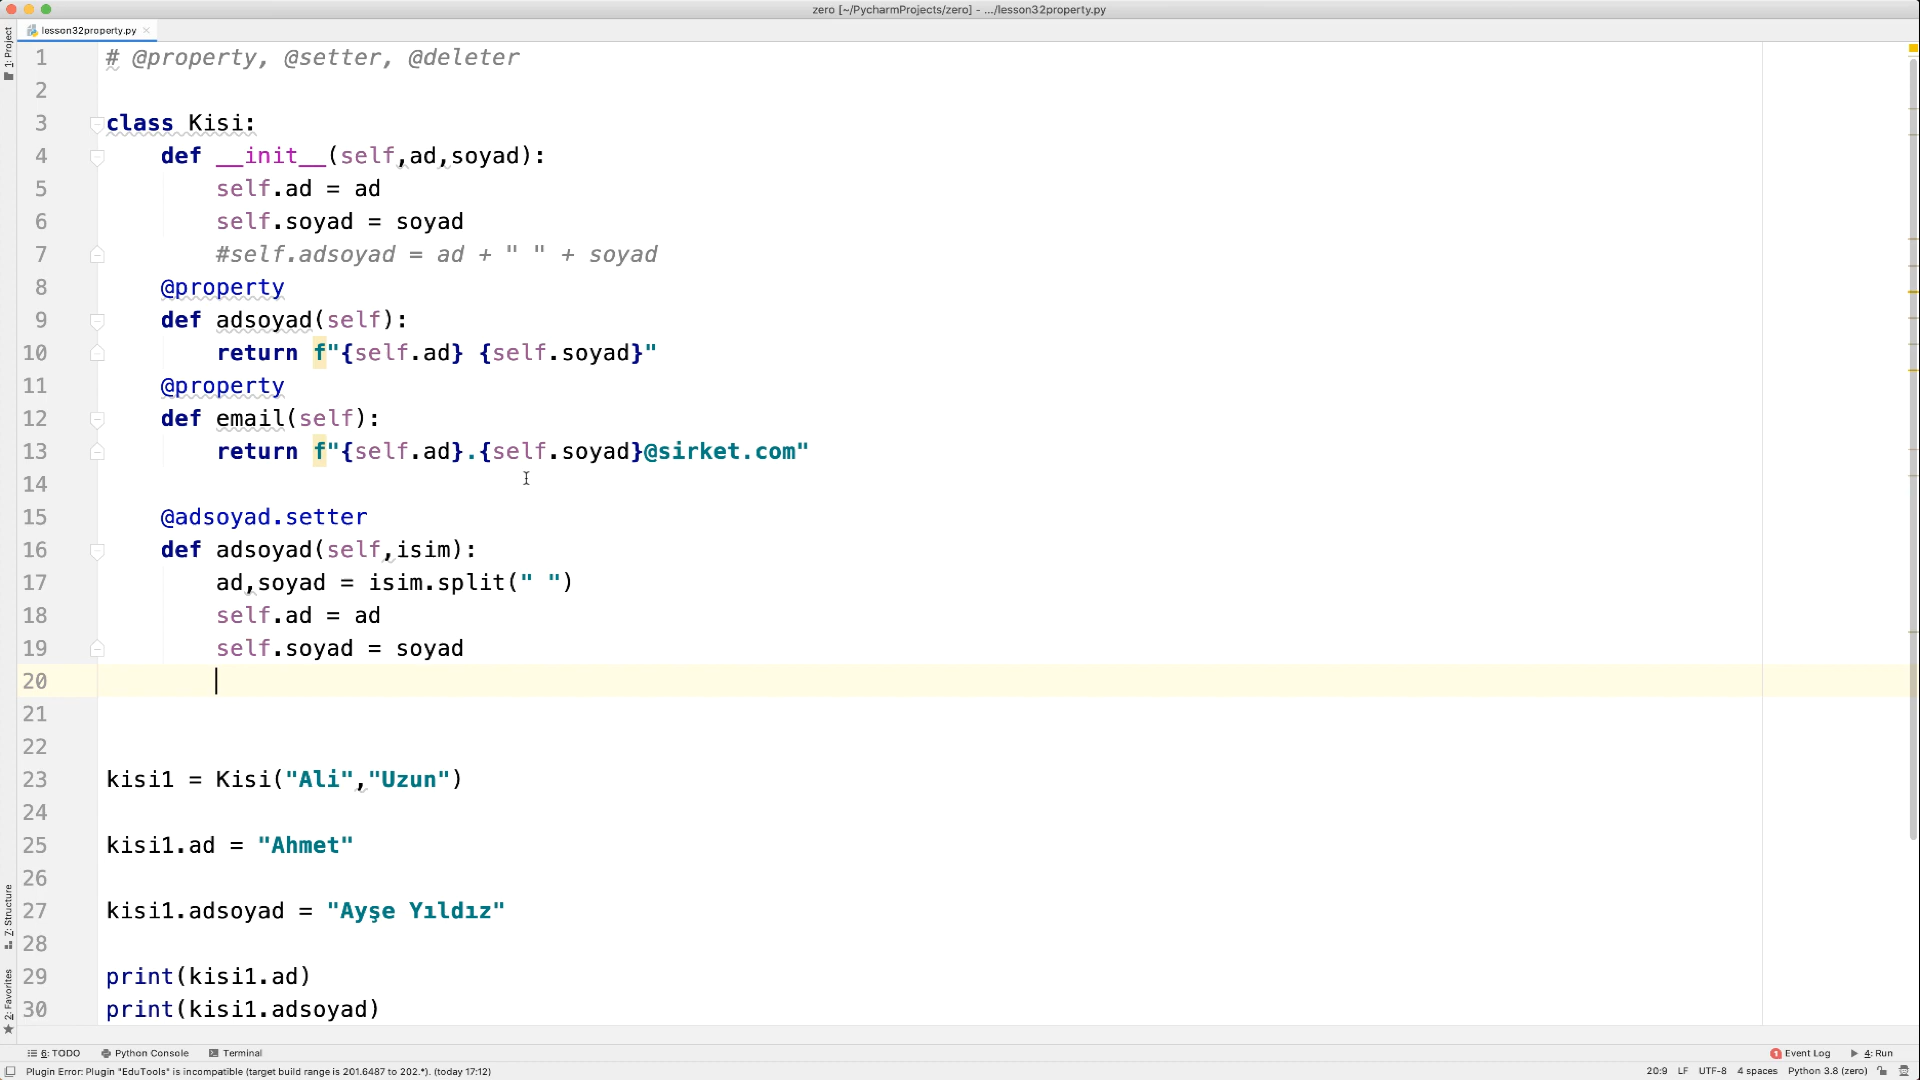 zero [~/PycharmProjects/zero] - .../lesson32property.py
lesson32property.py
1: Project
1 # @property, @setter, @deleter
2
3 class Kisi:
4     def __init__(self,ad,soyad):
5         self.ad = ad
6         self.soyad = soyad
7         #self.adsoyad = ad + " " + soyad
8     @property
9     def adsoyad(self):
10         return f"{self.ad} {self.soyad}"
11     @property
12     def email(self):
13         return f"{self.ad}.{self.soyad}@sirket.com"
14
15     @adsoyad.setter
16     def adsoyad(self,isim):
17         ad,soyad = isim.split(" ")
18         self.ad = ad
19         self.soyad = soyad
20
21
22
23 kisi1 = Kisi("Ali","Uzun")
24
25 kisi1.ad = "Ahmet"
26
27 kisi1.adsoyad = "Ayşe Yıldız"
28
29 print(kisi1.ad)
30 print(kisi1.adsoyad)
7: Structure
2: Favorites
6: TODO Python Console Terminal 1 Event Log 4: Run
Plugin Error: Plugin "EduTools" is incompatible (target build range is 201.6487 to 202.*). (today 17:12) 20:9 LF UTF-8 4 spaces Python 3.8 (zero)